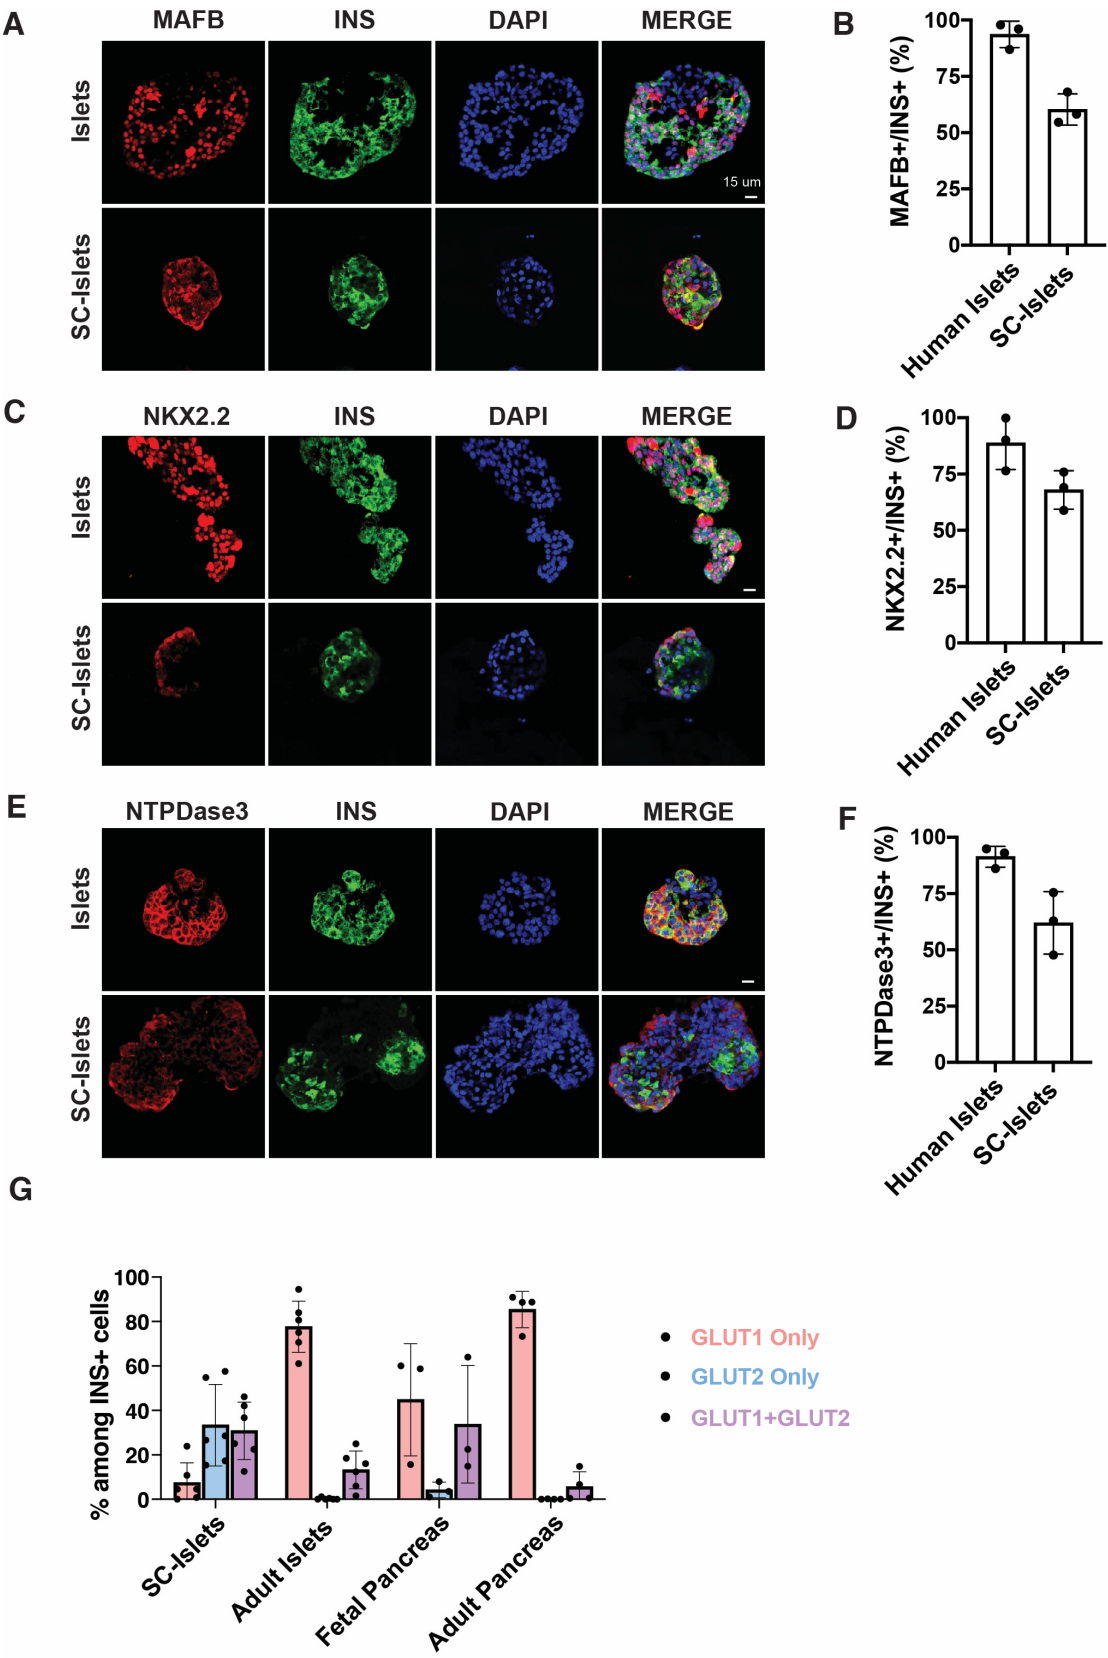 A
MAFB INS DAPI MERGE
Islets
15 um
SC-Islets
B
MAFB+/INS+ (%)
100
75
50
25
0
Human Islets
SC-Islets
C
NKX2.2 INS DAPI MERGE
Islets
SC-Islets
D
NKX2.2+/INS+ (%)
100
75
50
25
0
Human Islets
SC-Islets
E
NTPDase3 INS DAPI MERGE
Islets
SC-Islets
F
NTPDase3+/INS+ (%)
100
75
50
25
0
Human Islets
SC-Islets
G
% among INS+ cells
100
80
60
40
20
0
SC-Islets
Adult Islets
Fetal Pancreas
Adult Pancreas
GLUT1 Only
GLUT2 Only
GLUT1+GLUT2